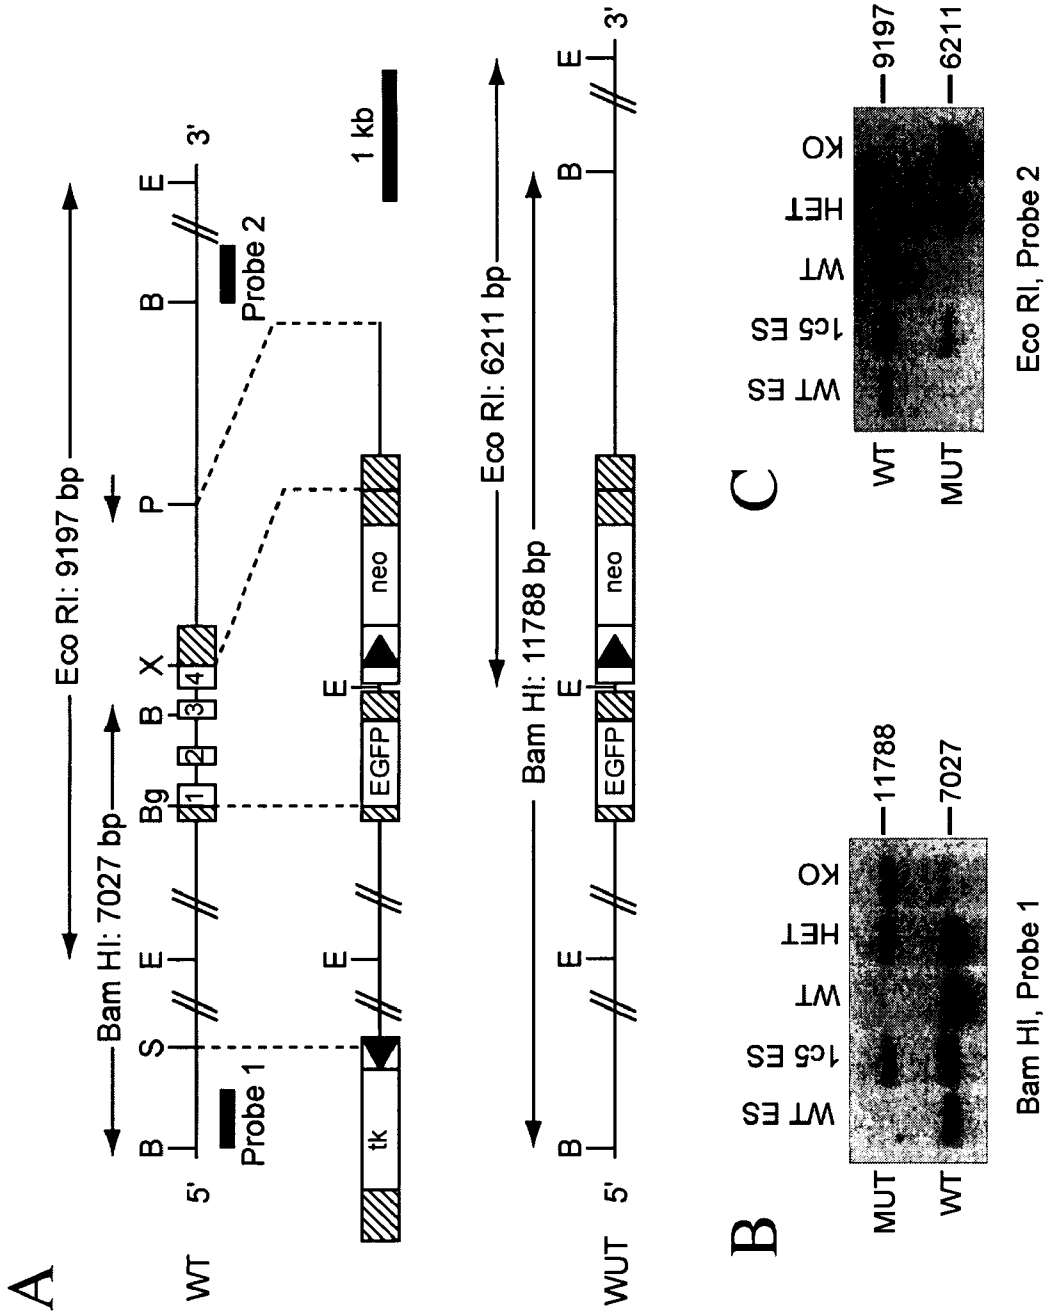 A
Eco RI: 9197 bp
Bam HI: 7027 bp
B S E Bg B X P B E
WT 5' 1 2 3 4 3'
Probe 1
Probe 2
E E
tk EGFP neo
1 kb
Eco RI: 6211 bp
Bam HI: 11788 bp
B E E B E
WUT 5' EGFP neo 3'
B
WT ES 1c5 ES WT HET KO
MUT 11788
WT 7027
Bam HI, Probe 1
C
WT ES 1c5 ES WT HET KO
WT 9197
MUT 6211
Eco RI, Probe 2